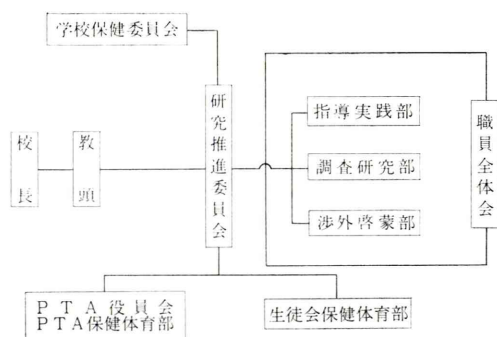 学校保健委員会
校長
教頭
研究推進委員会
指導実践部
調査研究部
渉外啓蒙部
職員全体会
PTA役員会
PTA保健体育部
生徒会保健体育部